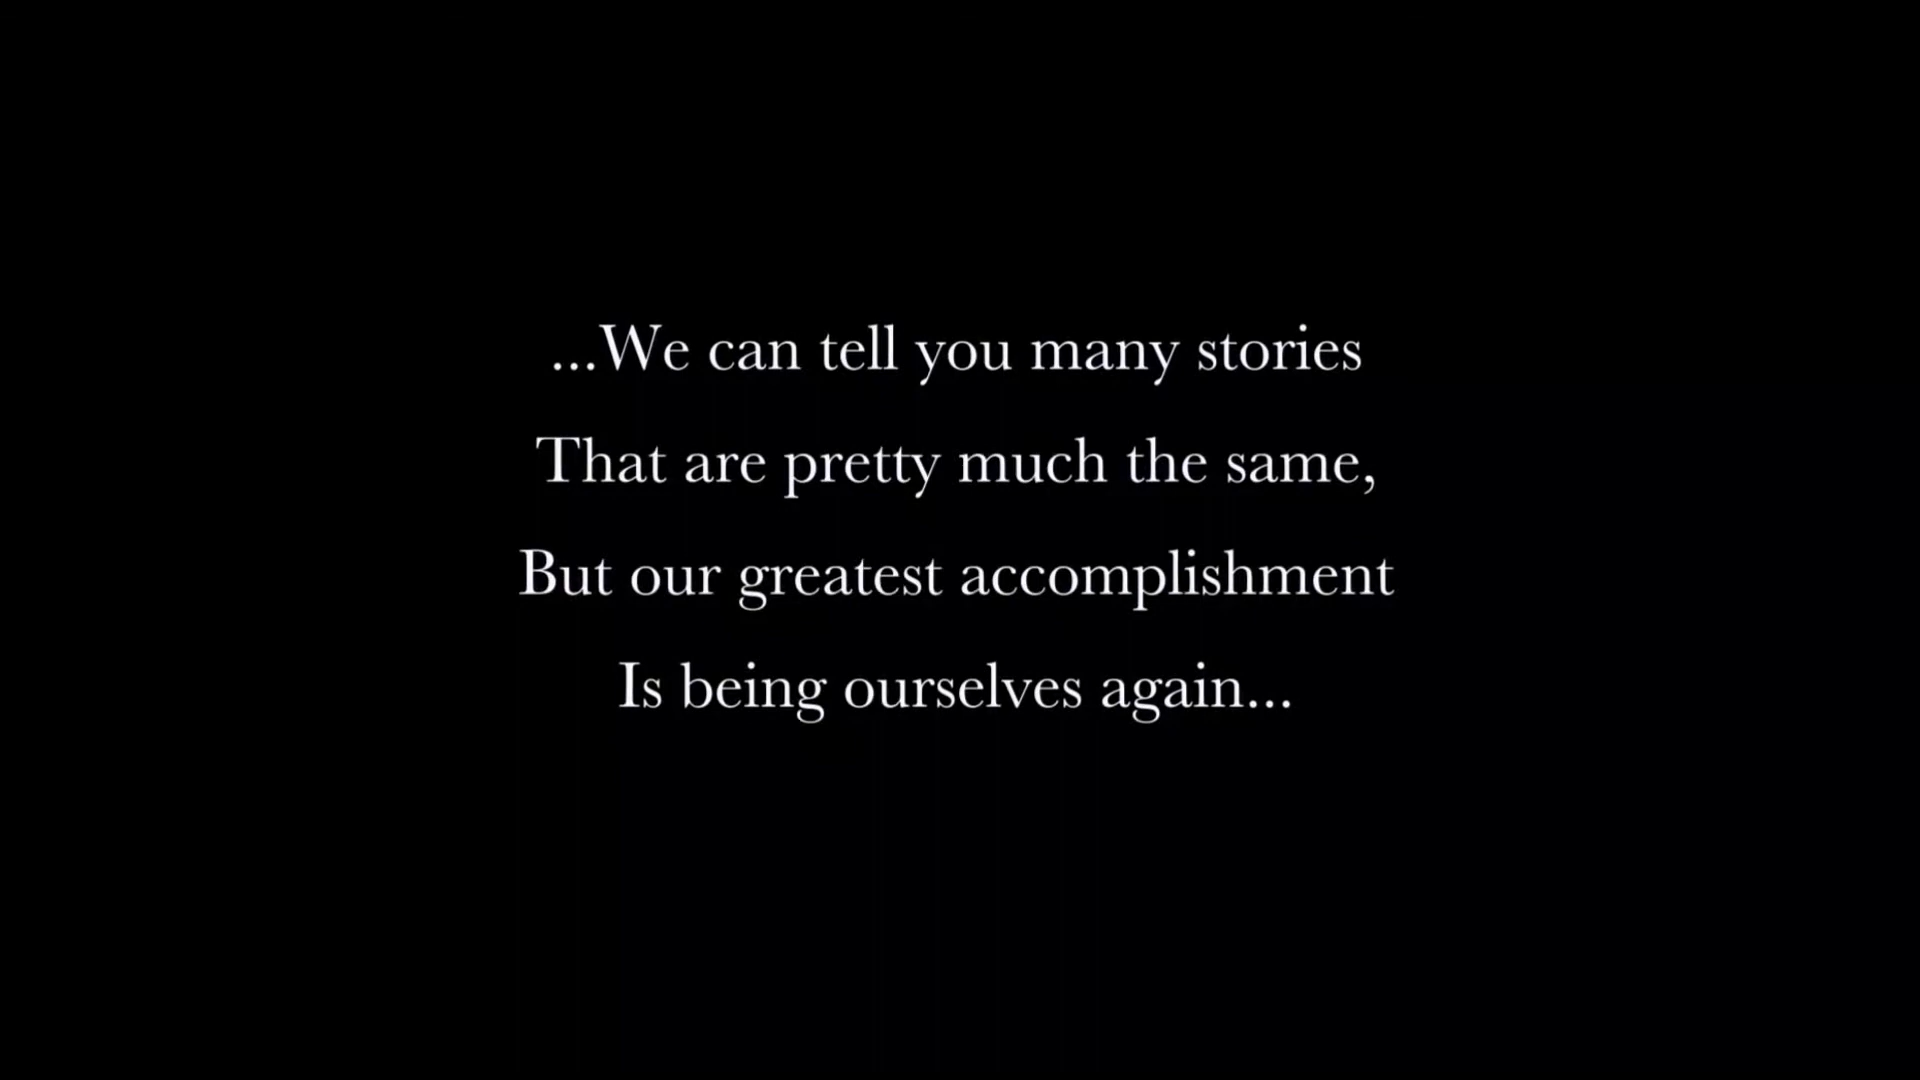 ...We can tell you many stories
That are pretty much the same,
But our greatest accomplishment
Is being ourselves again...